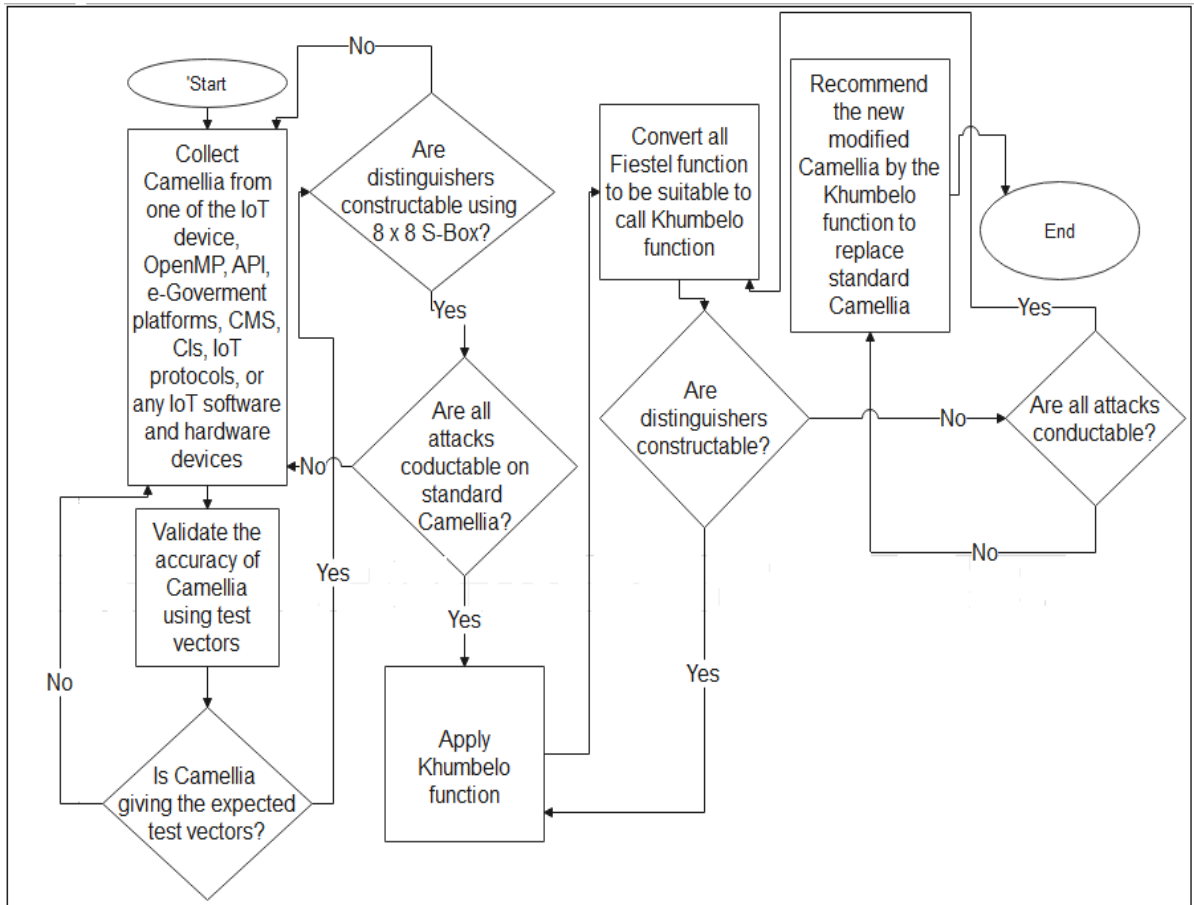 'Start
Collect
Camellia from
one of the IoT
device,
OpenMP, API,
e-Goverment
platforms, CMS,
CIs, IoT
protocols, or
any IoT software
and hardware
devices
Validate the
accuracy of
Camellia
using test
vectors
Is Camellia
giving the expected
test vectors?
No
Yes
No
Are
distinguishers
constructable using
8 x 8 S-Box?
Yes
Are all
attacks
coductable on
standard
Camellia?
No
Yes
Apply
Khumbelo
function
Convert all
Fiestel function
to be suitable to
call Khumbelo
function
Are
distinguishers
constructable?
Yes
No
Are all attacks
conductable?
Yes
No
Recommend
the new
modified
Camellia by the
Khumbelo
function to
replace
standard
Camellia
End